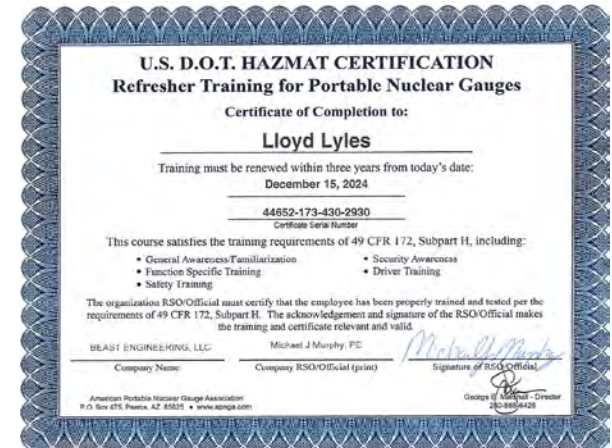 U.S. D.O.T. HAZMAT CERTIFICATION
Refresher Training for Portable Nuclear Gauges
Certificate of Completion to:
Lloyd Lyles
Training must be renewed within three years from today's date:
December 15, 2024
44652-173-430-2930
Certificate Serial Number
This course satisfies the training requirements of 49 CFR 172, Subpart H, including:
• General Awareness/Familiarization
• Function Specific Training
• Safety Training
• Security Awareness
• Driver Training
The organization RSO/Official must certify that the employee has been properly trained and tested per the
requirements of 49 CFR 172, Subpart H. The acknowledgement and signature of the RSO/Official makes
the training and certificate relevant and valid.
BEAST ENGINEERING, LLC
Michael J Murphy, PE
Michael J Murphy
Company Name
Company RSO/Official (print)
Signature of RSO/Official
American Portable Nuclear Gauge Association
P.O. Box 475, Pearce, AZ 85625 • www.apnga.com
George B. Marshall - Director